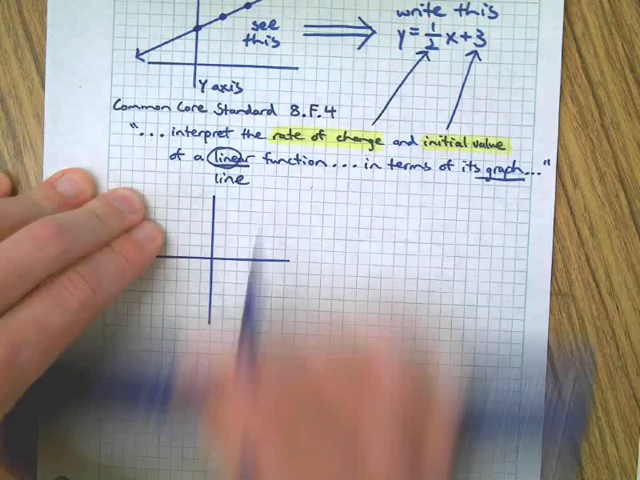 write this
see
this
y = 1/2 x + 3
Y axis
Common Core Standard 8.F.4
"... interpret the rate of change and initial value
of a linear function ... in terms of its graph ..."
line